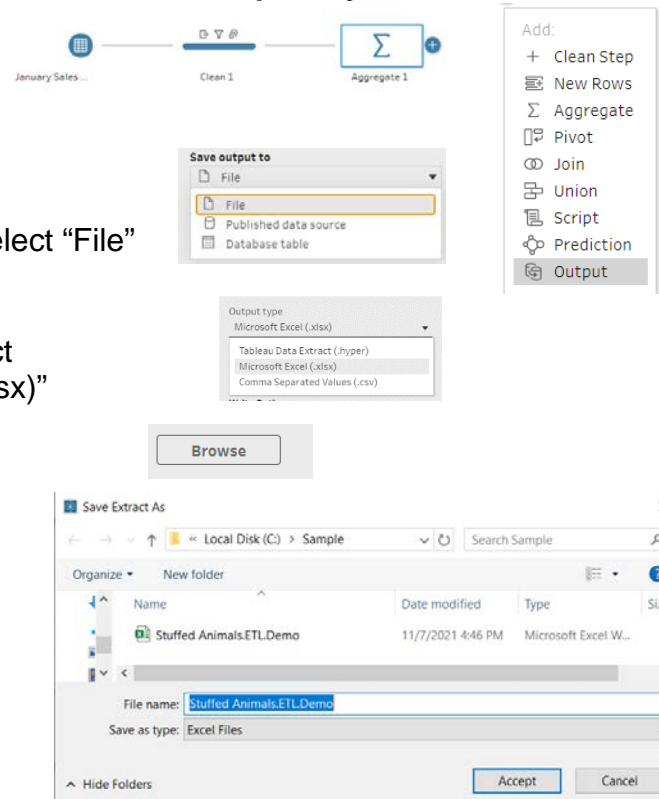 Add:
+ Clean Step
New Rows
Σ Aggregate
Pivot
Join
Union
Script
Prediction
Output
January Sales ...
Clean 1
Σ
Aggregate 1
Save output to
File
File
Published data source
Database table
elect “File”
Output type
Microsoft Excel (.xlsx)
Tableau Data Extract (.hyper)
Microsoft Excel (.xlsx)
Comma Separated Values (.csv)
ct
sx)”
Browse
Save Extract As
« Local Disk (C:) > Sample
Search Sample
Organize
New folder
Name Date modified Type Si
Stuffed Animals.ETL.Demo 11/7/2021 4:46 PM Microsoft Excel W...
File name: Stuffed Animals.ETL.Demo
Save as type: Excel Files
Hide Folders
Accept
Cancel